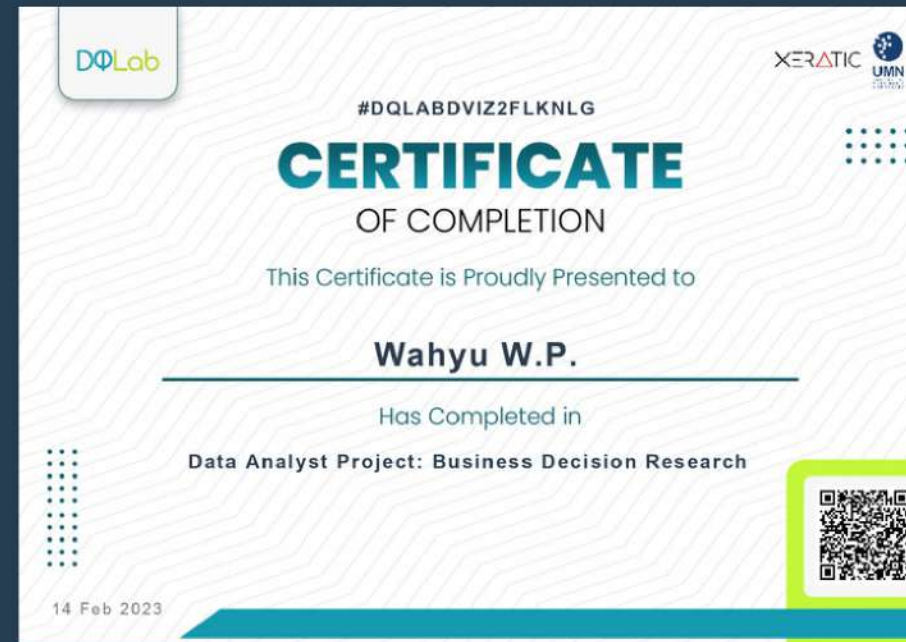 DQLab
XERATIC
UMN
#DQLABDVIZ2FLKNLG
CERTIFICATE
OF COMPLETION
This Certificate is Proudly Presented to
Wahyu W.P.
Has Completed in
Data Analyst Project: Business Decision Research
14 Feb 2023